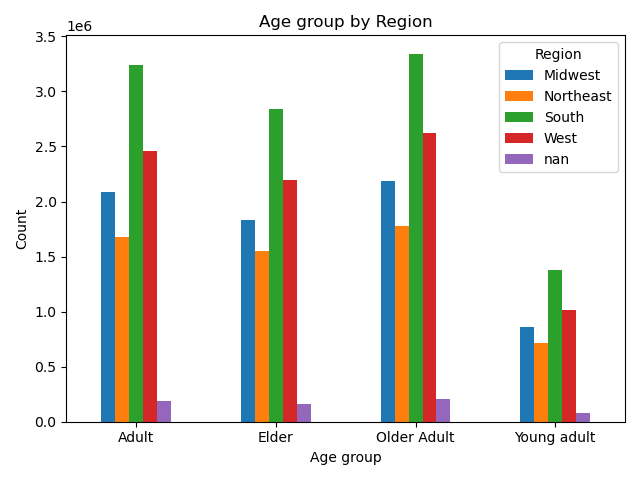 Age group by Region
1e6
3.5
3.0
2.5
2.0
1.5
1.0
0.5
0.0
Count
Region
Midwest
Northeast
South
West
nan
Adult
Elder
Older Adult
Young adult
Age group